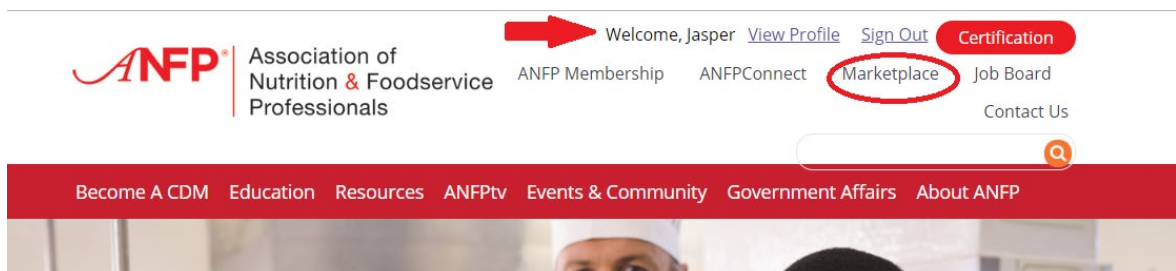 Welcome, Jasper View Profile Sign Out Certification
ANFP® Association of
Nutrition & Foodservice
Professionals
ANFP Membership ANFPConnect Marketplace Job Board
Contact Us
Become A CDM Education Resources ANFPtv Events & Community Government Affairs About ANFP